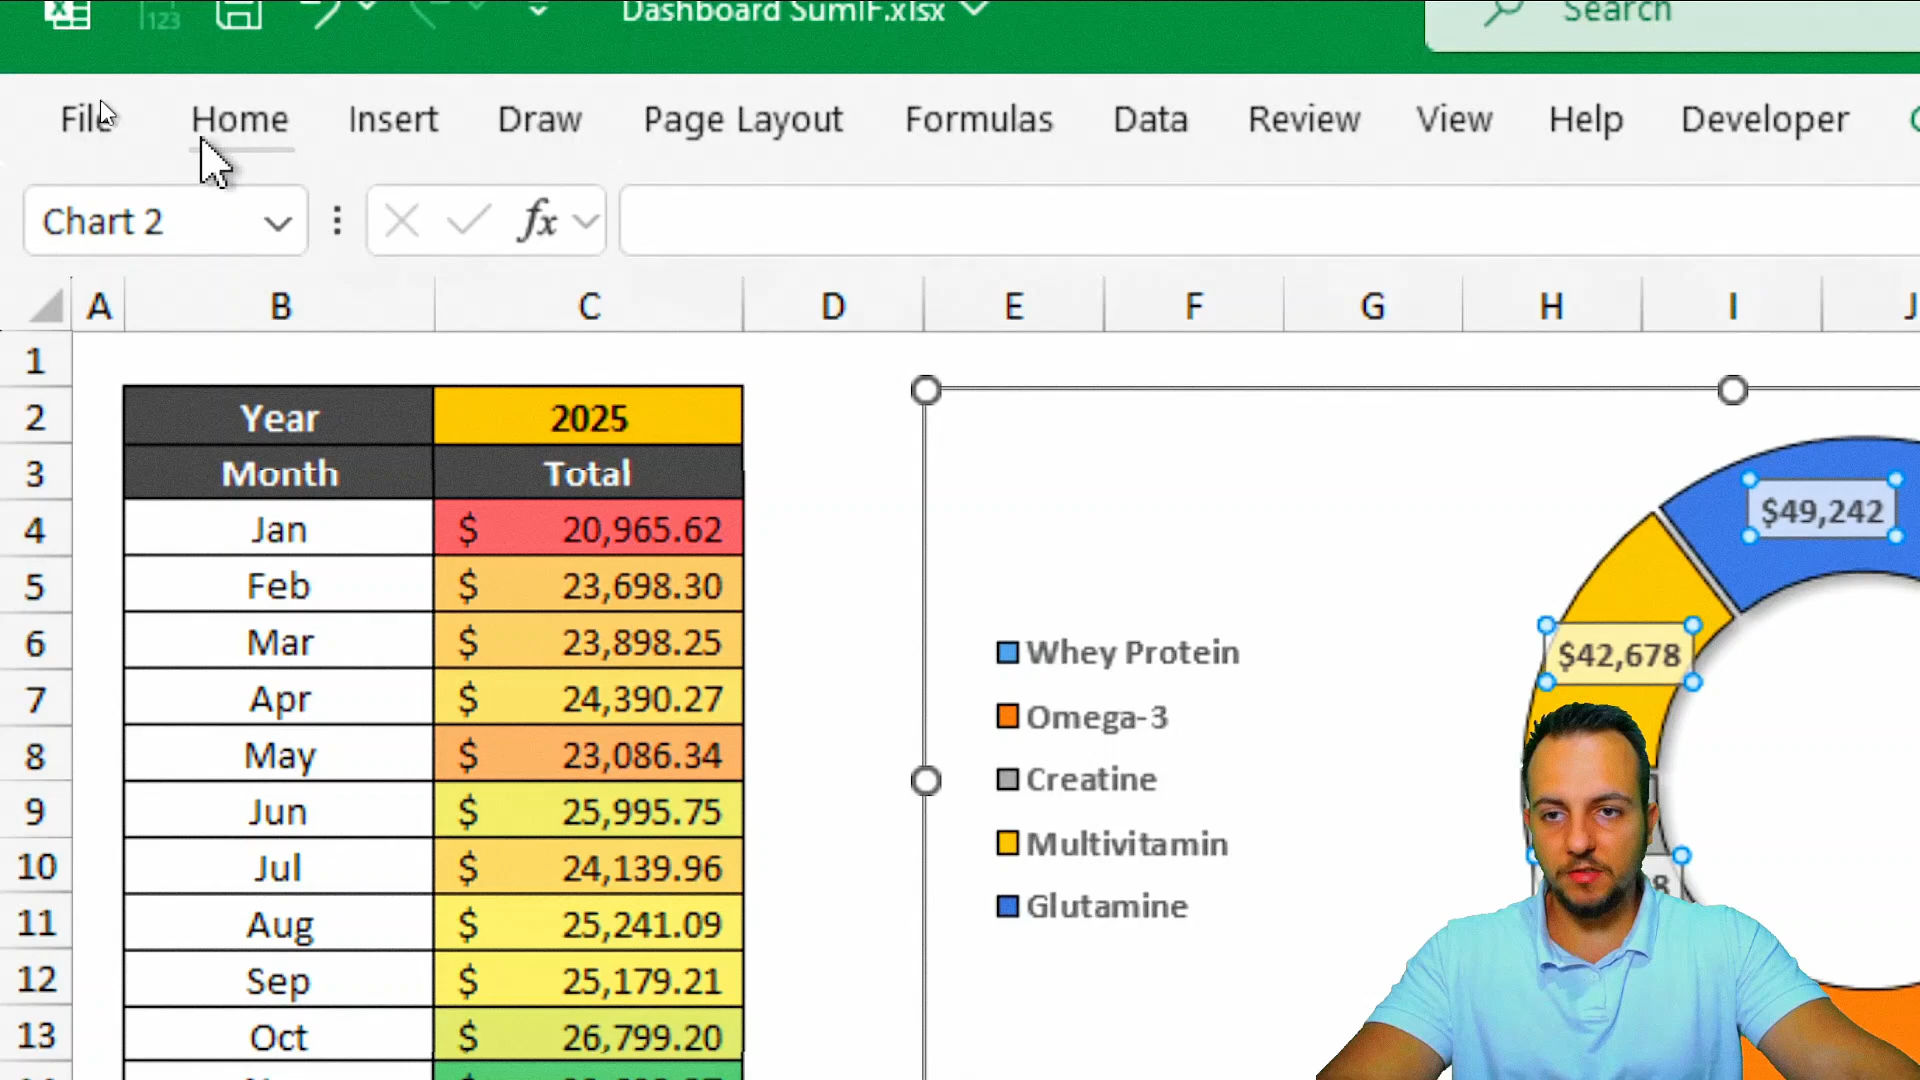 123
Dashboard SumIF.xlsx
Search
File Home Insert Draw Page Layout Formulas Data Review View Help Developer
Chart 2
fx
A B C D E F G H I J
1
2 Year 2025
3 Month Total
4 Jan $ 20,965.62
5 Feb $ 23,698.30
6 Mar $ 23,898.25
7 Apr $ 24,390.27
8 May $ 23,086.34
9 Jun $ 25,995.75
10 Jul $ 24,139.96
11 Aug $ 25,241.09
12 Sep $ 25,179.21
13 Oct $ 26,799.20
$49,242
$42,678
Whey Protein
Omega-3
Creatine
Multivitamin
Glutamine